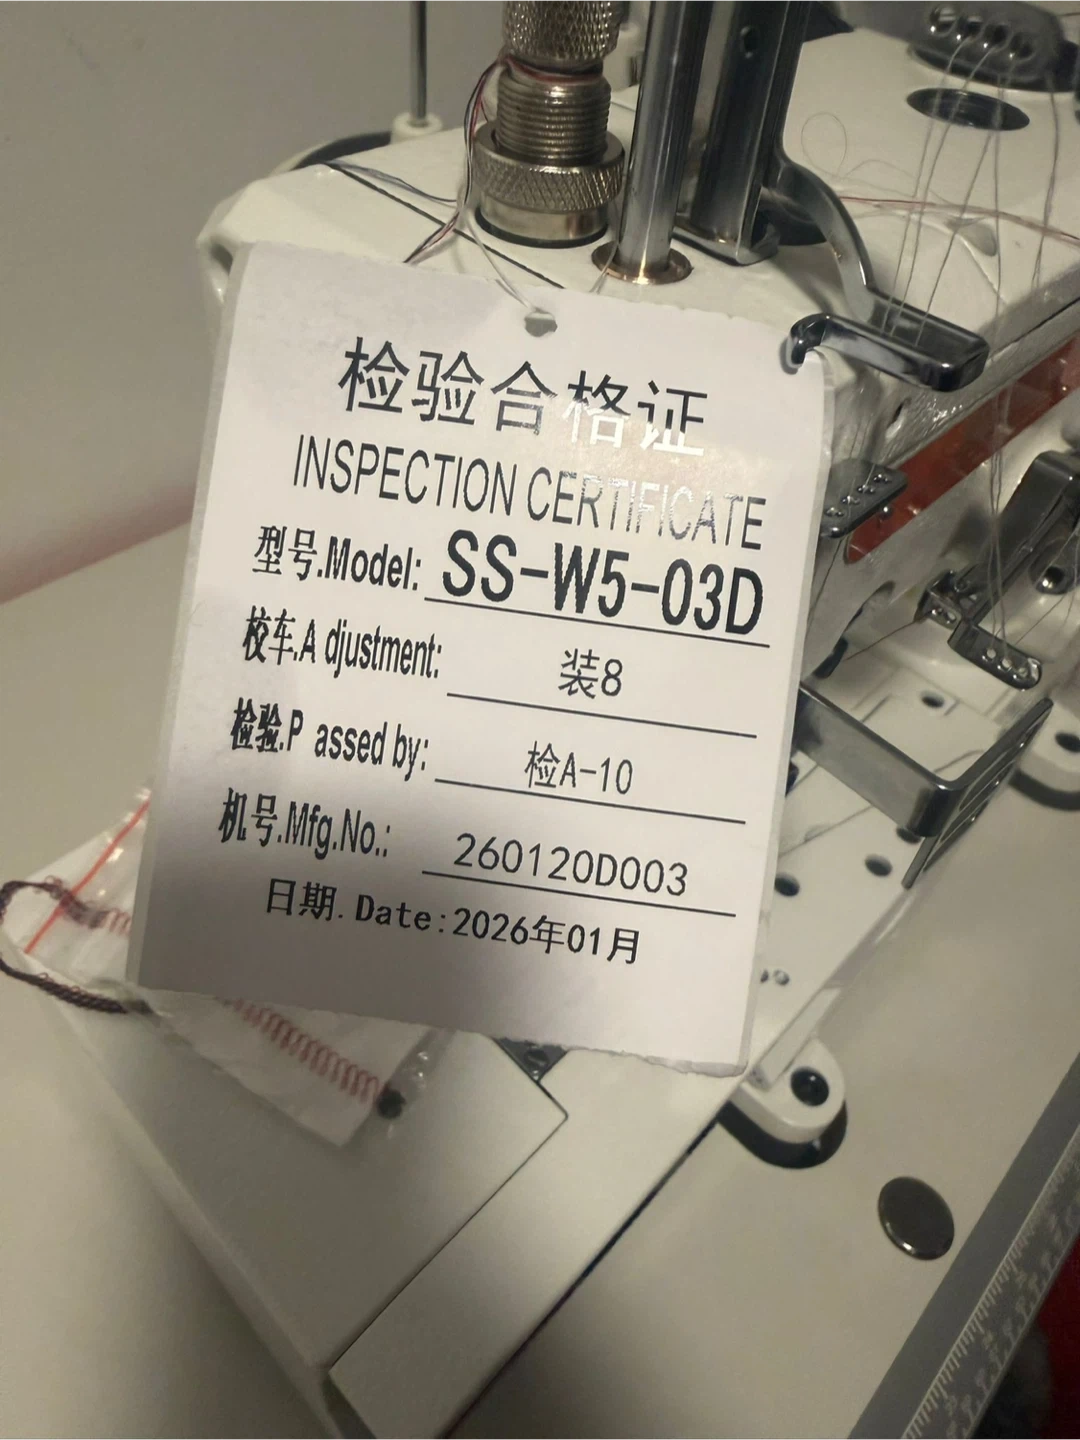 检验合格证
INSPECTION CERTIFICATE
型号.Model: SS-W5-03D
校车.A djustment: 装8
检验.P assed by: 检A-10
机号.Mfg.No.: 260120D003
日期.Date:2026年01月